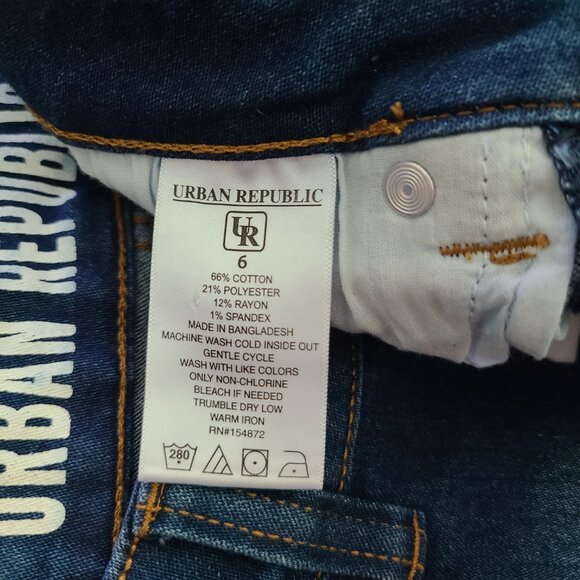 URBAN REPUBLIC
URBAN REPUBLIC
UR
6
66% COTTON
21% POLYESTER
12% RAYON
1% SPANDEX
MADE IN BANGLADESH
MACHINE WASH COLD INSIDE OUT
GENTLE CYCLE
WASH WITH LIKE COLORS
ONLY NON-CHLORINE
BLEACH IF NEEDED
TRUMBLE DRY LOW
WARM IRON
RN#154872
280